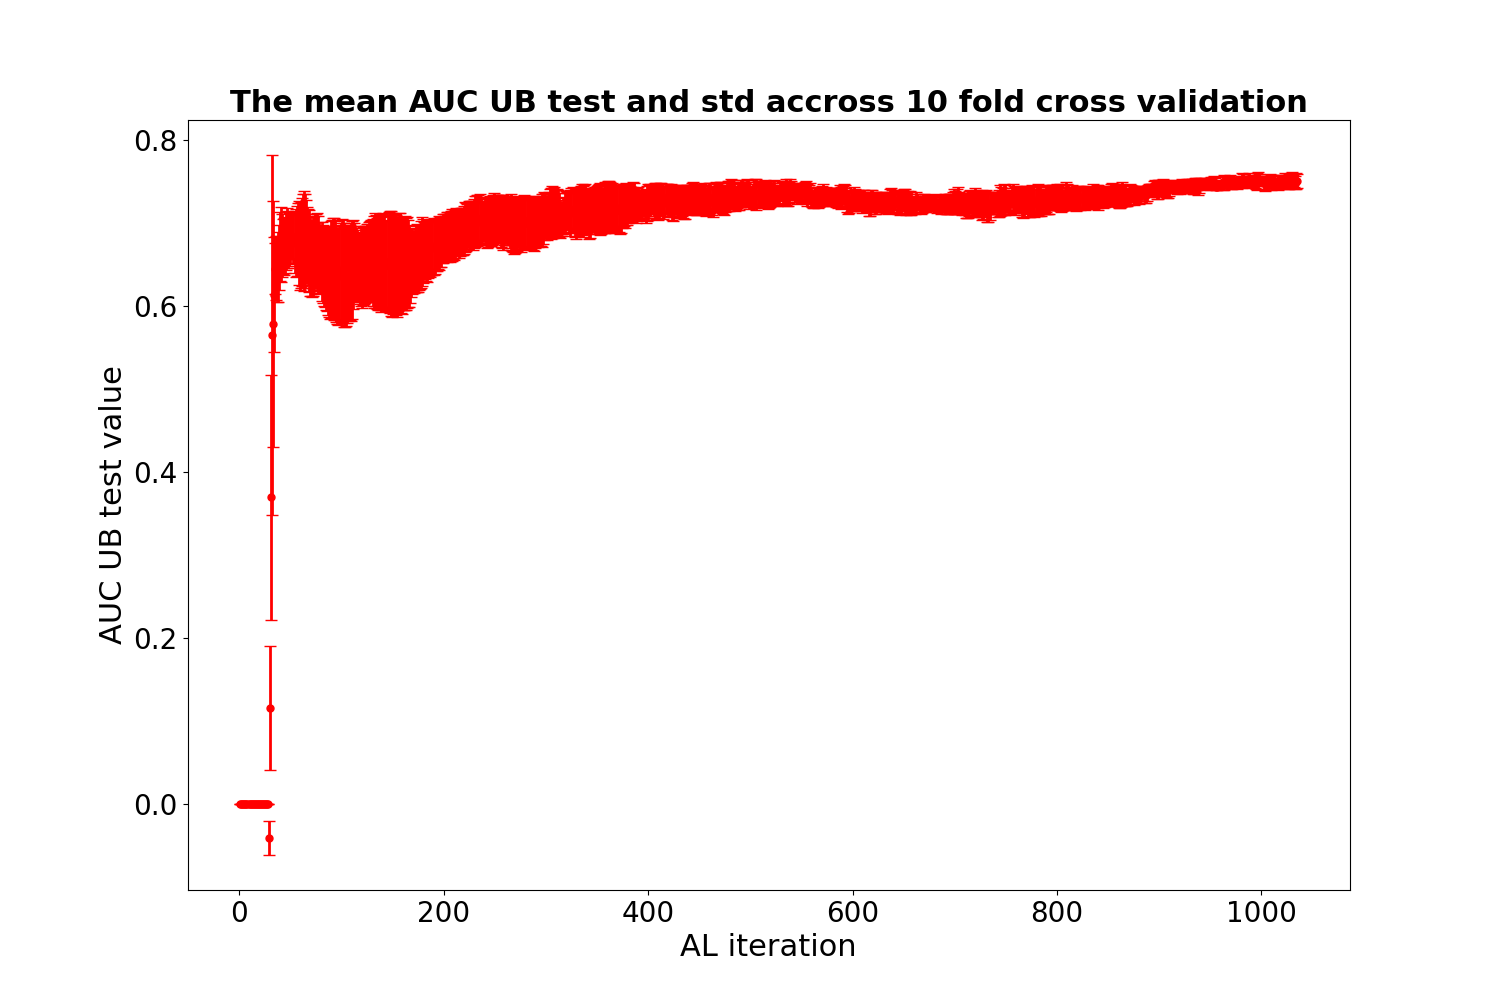 The mean AUC UB test and std accross 10 fold cross validation
0.8
0.6
0.4
0.2
0.0
AUC UB test value
0 200 400 600 800 1000
AL iteration